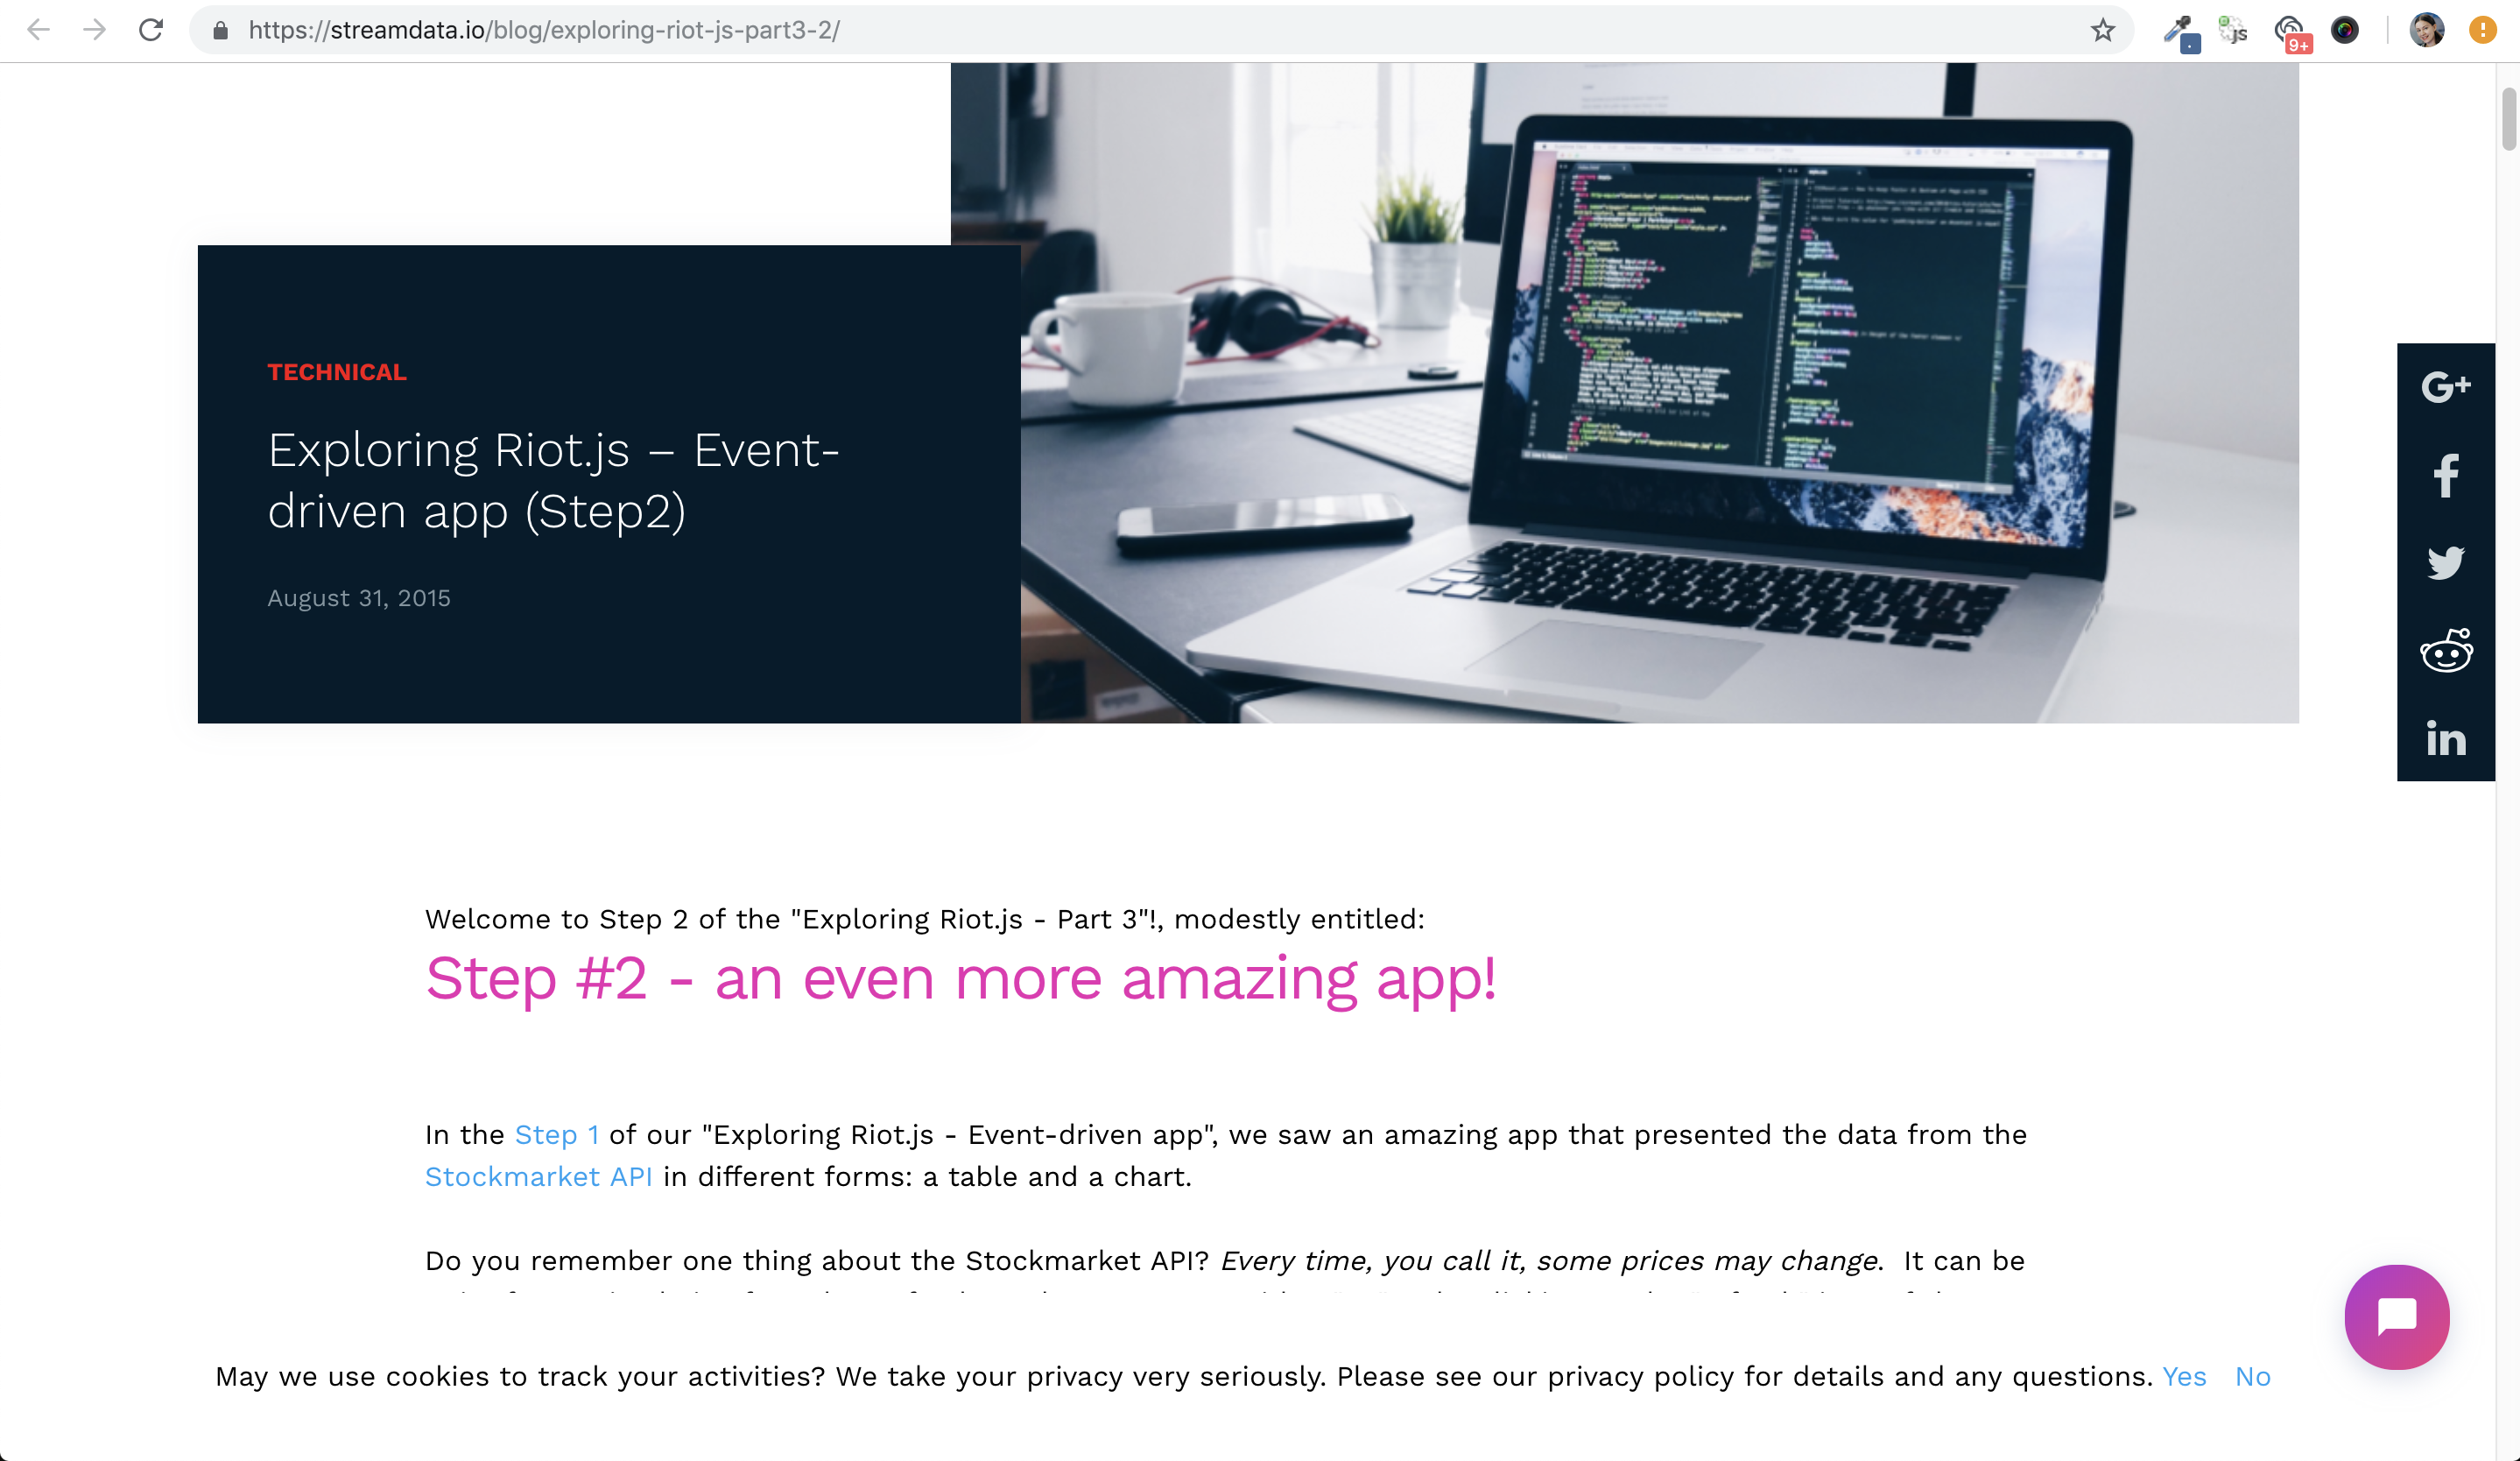 https://streamdata.io/blog/exploring-riot-js-part3-2/
JS
9+
TECHNICAL
Exploring Riot.js – Event-
driven app (Step2)
August 31, 2015
G+
f
in
Welcome to Step 2 of the "Exploring Riot.js - Part 3"!, modestly entitled:
Step #2 - an even more amazing app!
In the Step 1 of our "Exploring Riot.js - Event-driven app", we saw an amazing app that presented the data from the
Stockmarket API in different forms: a table and a chart.
Do you remember one thing about the Stockmarket API? Every time, you call it, some prices may change.  It can be
May we use cookies to track your activities? We take your privacy very seriously. Please see our privacy policy for details and any questions. Yes No